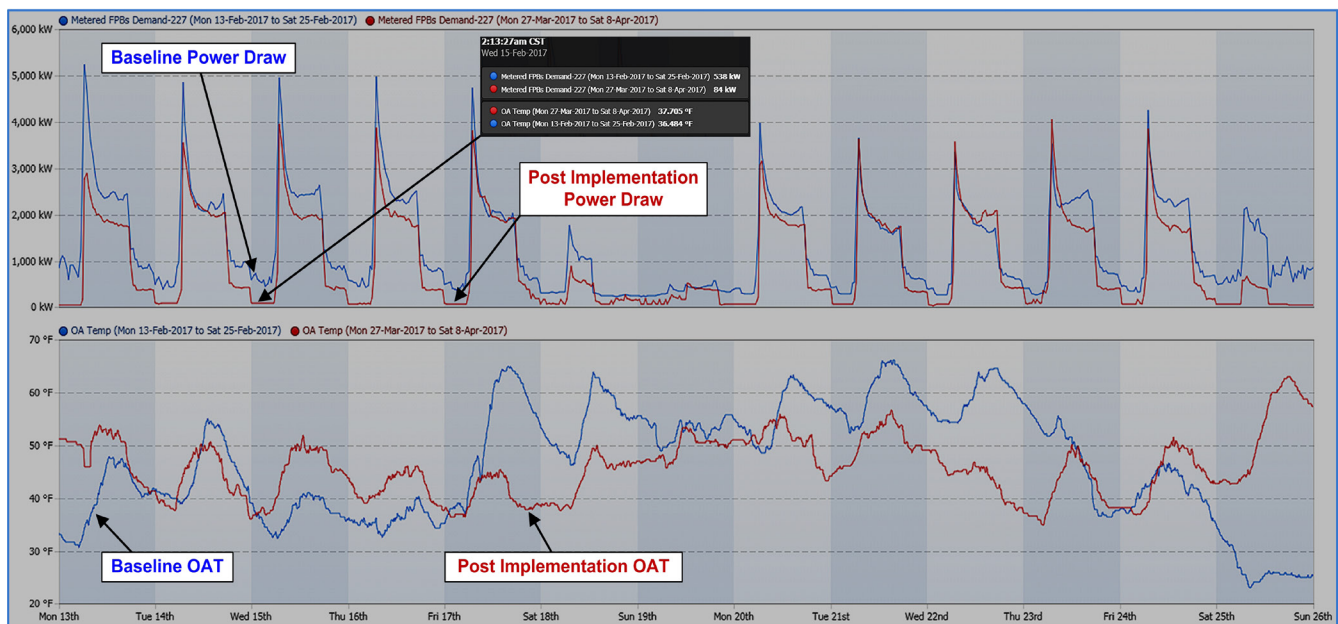 Metered FPBs Demand-227 (Mon 13-Feb-2017 to Sat 25-Feb-2017) Metered FPBs Demand-227 (Mon 27-Mar-2017 to Sat 8-Apr-2017)
6,000 kW
5,000 kW
4,000 kW
3,000 kW
2,000 kW
1,000 kW
0 kW
Baseline Power Draw
2:13:27am CST
Wed 15-Feb-2017
Metered FPBs Demand-227 (Mon 13-Feb-2017 to Sat 25-Feb-2017) 538 kW
Metered FPBs Demand-227 (Mon 27-Mar-2017 to Sat 8-Apr-2017) 84 kW
OA Temp (Mon 27-Mar-2017 to Sat 8-Apr-2017) 37.705 °F
OA Temp (Mon 13-Feb-2017 to Sat 25-Feb-2017) 36.484 °F
Post Implementation
Power Draw
OA Temp (Mon 13-Feb-2017 to Sat 25-Feb-2017) OA Temp (Mon 27-Mar-2017 to Sat 8-Apr-2017)
70 °F
60 °F
50 °F
40 °F
30 °F
20 °F
Baseline OAT
Post Implementation OAT
Mon 13th Tue 14th Wed 15th Thu 16th Fri 17th Sat 18th Sun 19th Mon 20th Tue 21st Wed 22nd Thu 23rd Fri 24th Sat 25th Sun 26th